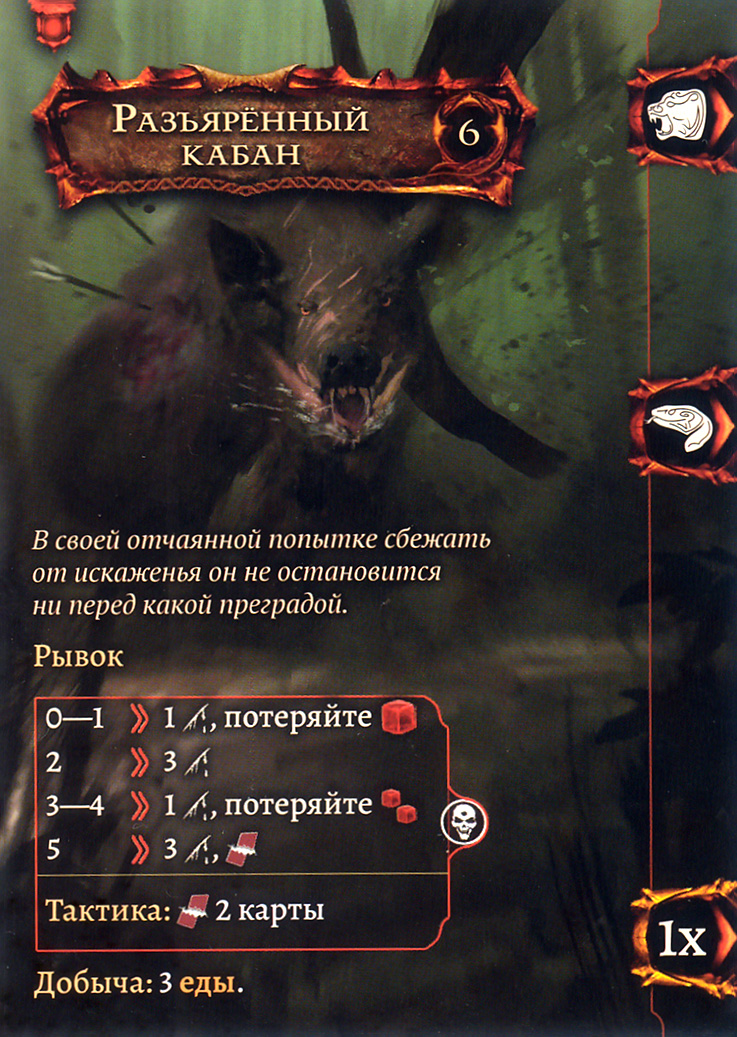 Разъярённый
кабан
6
В своей отчаянной попытке сбежать
от искаженья он не остановится
ни перед какой преградой.
Рывок
0—1 1 , потеряйте
2 3
3—4 1 , потеряйте
5 3 ,
Тактика: 2 карты
1x
Добыча: 3 еды.